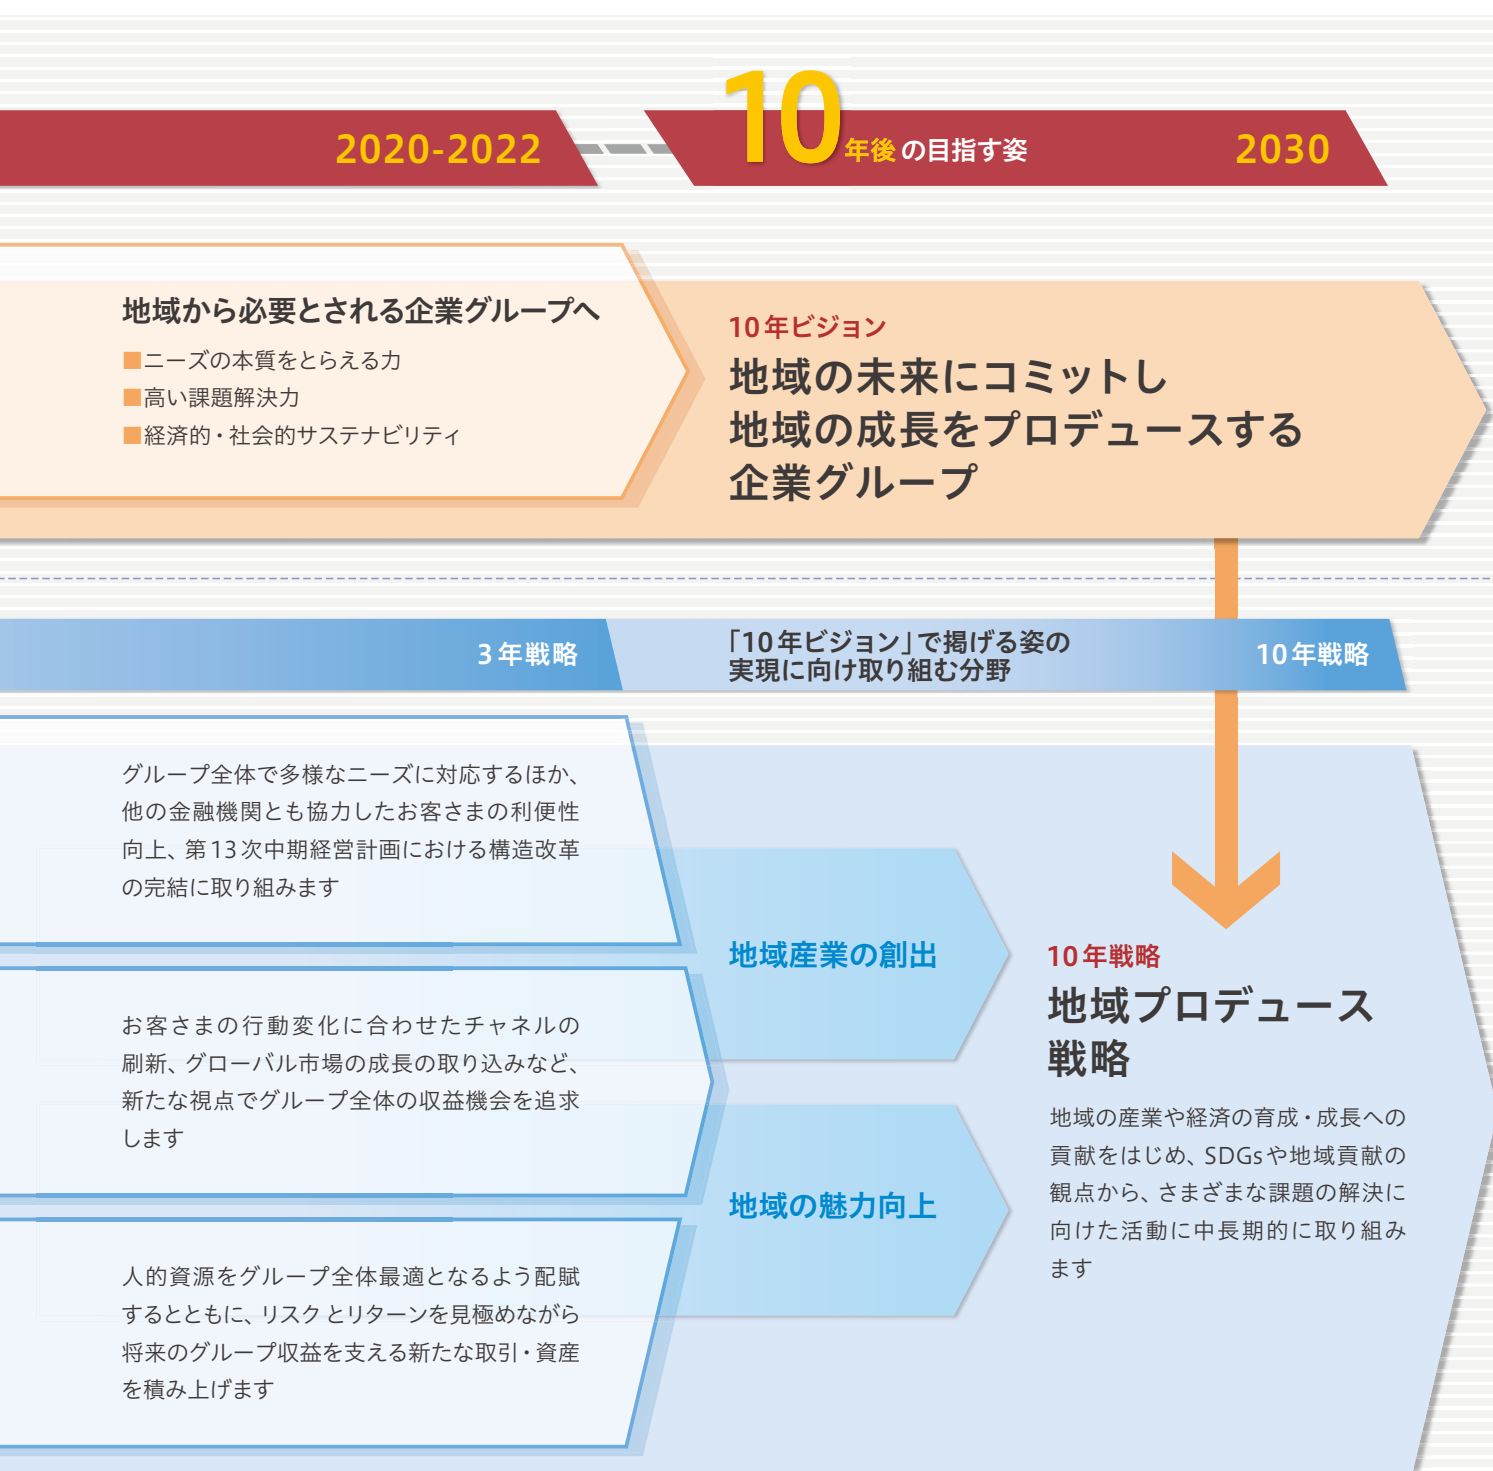 2020-2022
10年後の目指す姿
2030
地域から必要とされる企業グループへ
■ニーズの本質をとらえる力
■高い課題解決力
■経済的・社会的サステナビリティ
10年ビジョン
地域の未来にコミットし
地域の成長をプロデュースする
企業グループ
3年戦略
「10年ビジョン」で掲げる姿の
実現に向け取り組む分野
10年戦略
グループ全体で多様なニーズに対応するほか、
他の金融機関とも協力したお客さまの利便性
向上、第13次中期経営計画における構造改革
の完結に取り組みます
お客さまの行動変化に合わせたチャネルの
刷新、グローバル市場の成長の取り込みなど、
新たな視点でグループ全体の収益機会を追求
します
人的資源をグループ全体最適となるよう配賦
するとともに、リスクとリターンを見極めながら
将来のグループ収益を支える新たな取引・資産
を積み上げます
地域産業の創出
地域の魅力向上
10年戦略
地域プロデュース
戦略
地域の産業や経済の育成・成長への
貢献をはじめ、SDGsや地域貢献の
観点から、さまざまな課題の解決に
向けた活動に中長期的に取り組み
ます